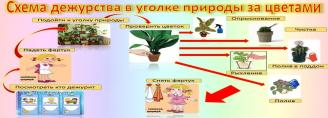 Схема дежурства в уголке природы за цветами
Подойти к уголку природы
Проверить цветок
Опрыскивание
Чистка
Надеть фартук
Снять фартук
Полив в поддон
Рыхление
Посмотреть кто дежурит
Полив